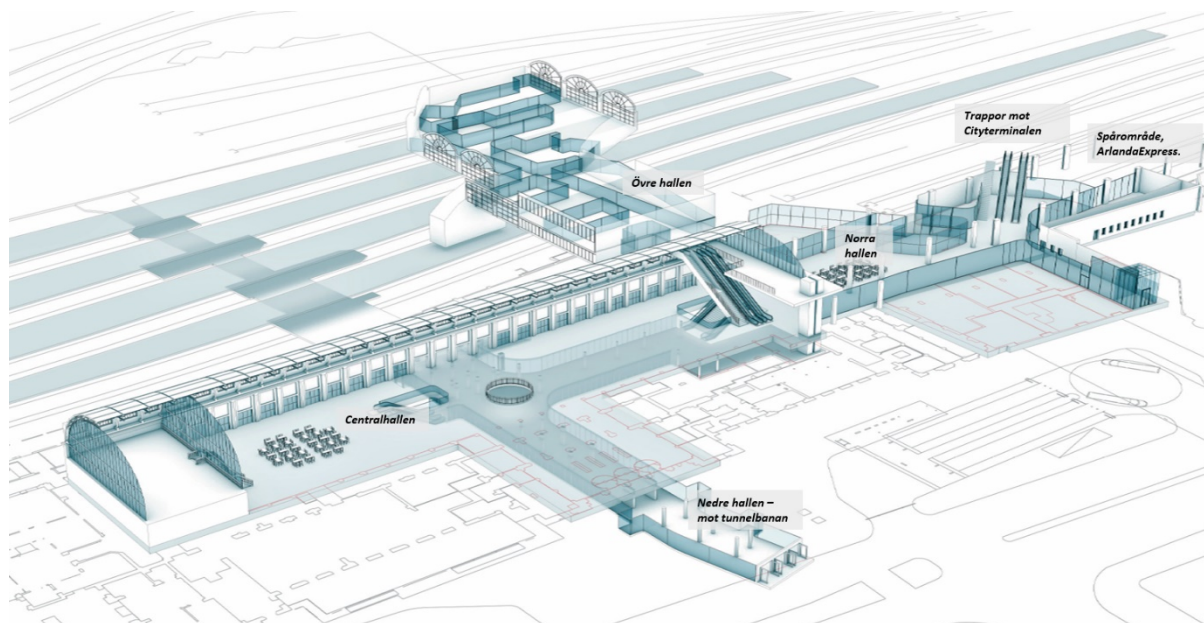 Trappor mot
Cityterminalen
Spårområde,
ArlandaExpress.
Övre hallen
Norra
hallen
Centralhallen
Nedre hallen –
mot tunnelbanan